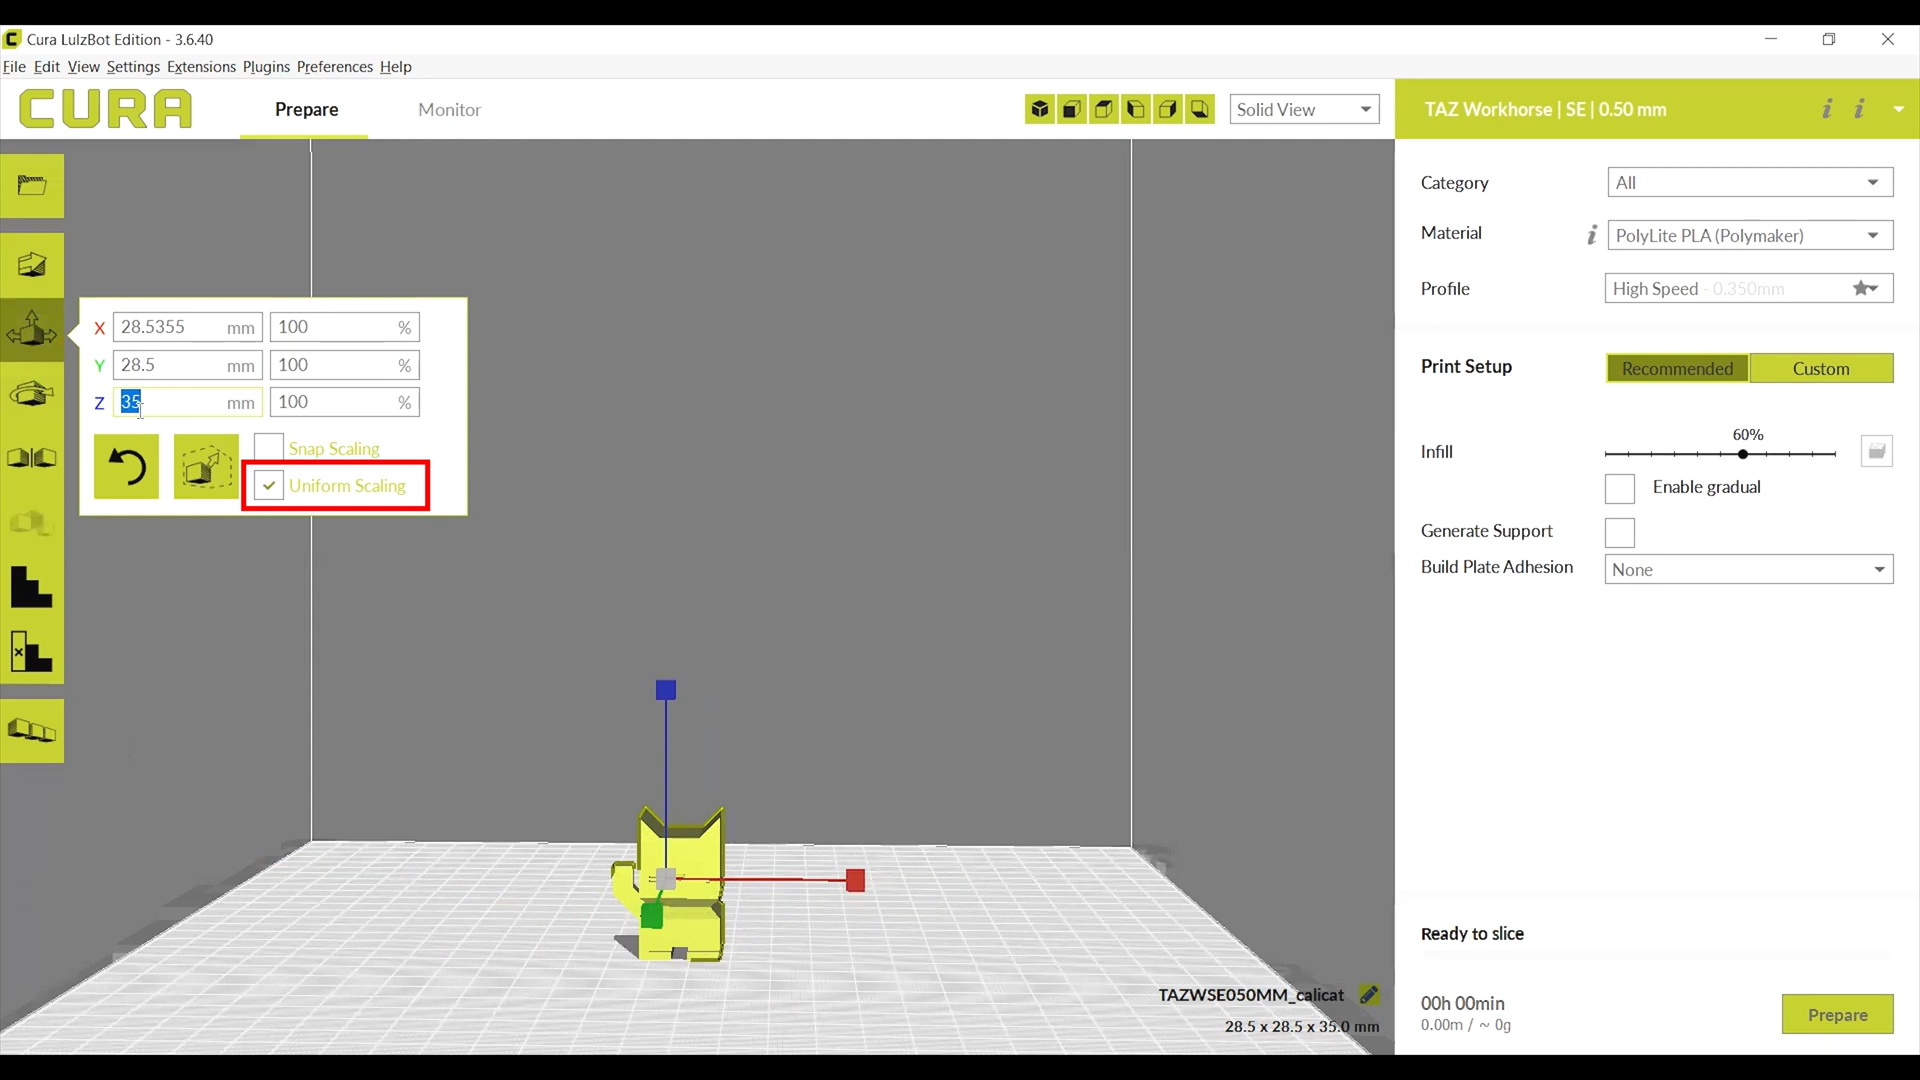 Cura LulzBot Edition - 3.6.40
File Edit View Settings Extensions Plugins Preferences Help
CURA
Prepare Monitor
Solid View
TAZ Workhorse | SE | 0.50 mm
Category All
Material PolyLite PLA (Polymaker)
Profile High Speed - 0.350mm
X 28.5355 mm 100 %
Y 28.5 mm 100 %
Z 35 mm 100 %
Snap Scaling
Uniform Scaling
Print Setup Recommended Custom
60%
Infill
Enable gradual
Generate Support
Build Plate Adhesion None
Ready to slice
TAZWSE050MM_calicat
28.5 x 28.5 x 35.0 mm
00h 00min
0.00m / ~ 0g
Prepare